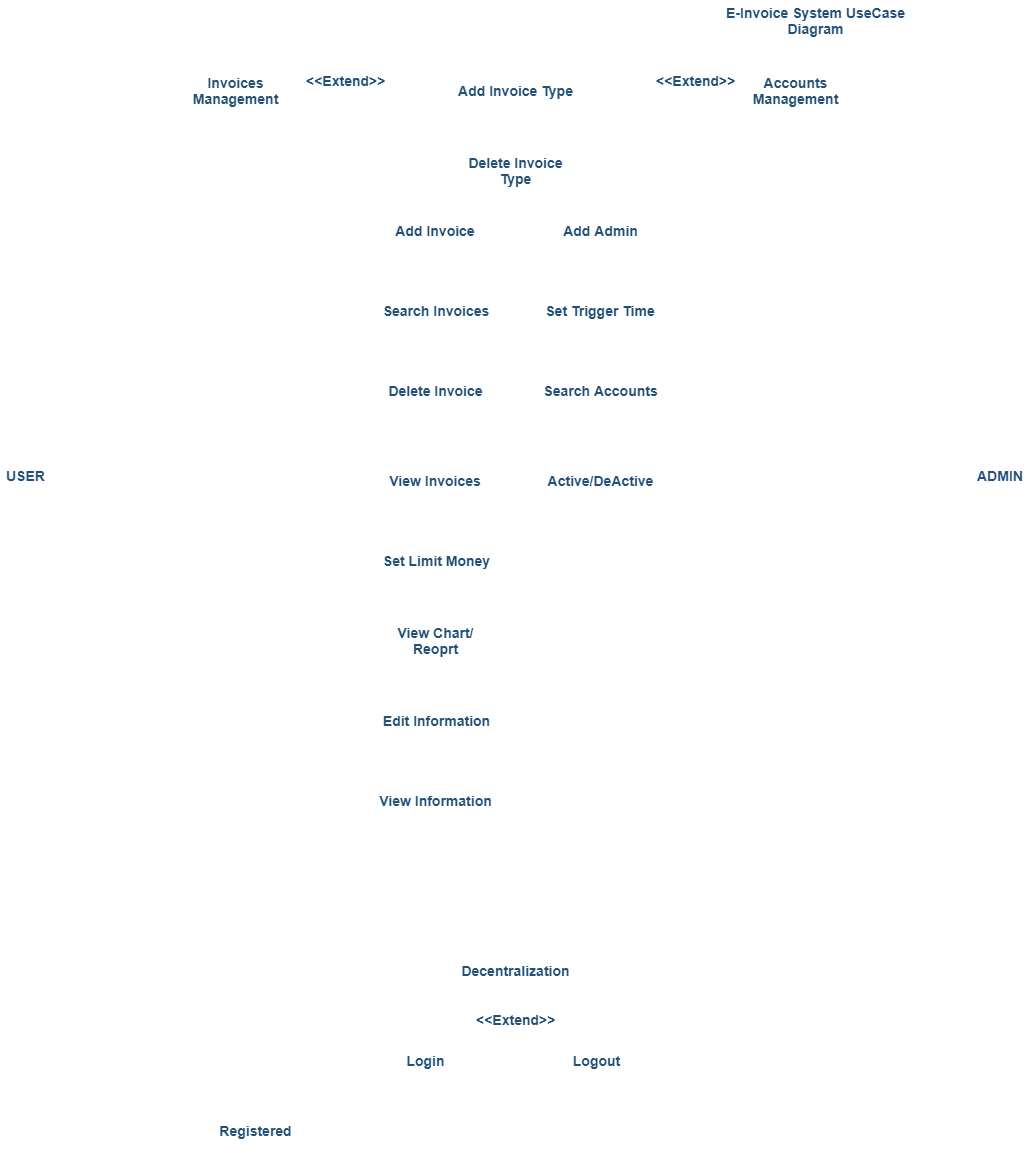 E-Invoice System UseCase
Diagram
Invoices
Management
<<Extend>>
Add Invoice Type
<<Extend>>
Accounts
Management
Delete Invoice
Type
Add Invoice
Add Admin
Search Invoices
Set Trigger Time
Delete Invoice
Search Accounts
USER
View Invoices
Active/DeActive
ADMIN
Set Limit Money
View Chart/
Reoprt
Edit Information
View Information
Decentralization
<<Extend>>
Login
Logout
Registered